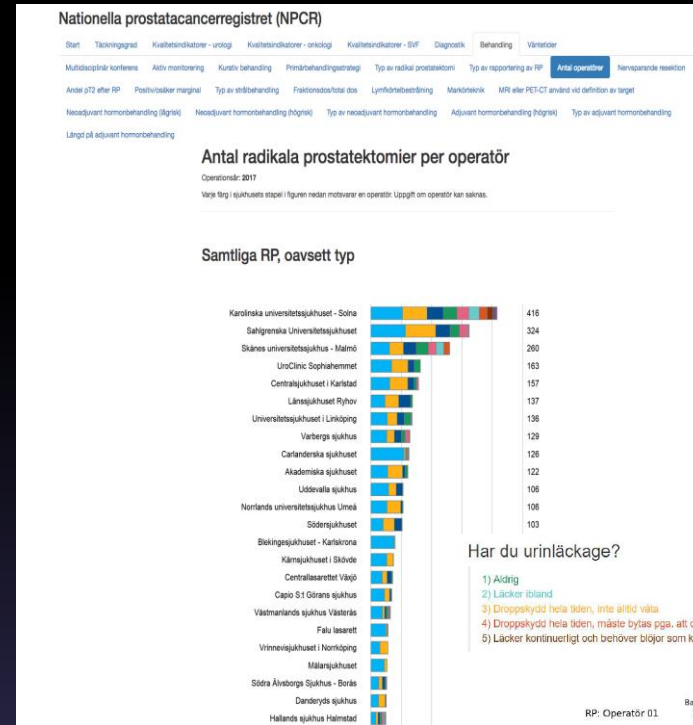 Nationella prostatacancerregistret (NPCR)
Start Täckningsgrad Kvalitetsindikatorer - urologi Kvalitetsindikatorer - onkologi Kvalitetsindikatorer - SVF Diagnostik Behandling Väntetider
Multidisciplinär konferens Aktiv monitorering Kurativ behandling Primärbehandlingsstrategi Typ av radikal prostatektomi Typ av rapportering av RP Antal operatörer Nervsparande resektion
Andel pT2 efter RP Positiv/osäker marginal Typ av strålbehandling Fraktionsdos/total dos Lymfkörtelbestrålning Markörteknik MRI eller PET-CT använd vid definition av target
Neoadjuvant hormonbehandling (lågrisk) Neoadjuvant hormonbehandling (högrisk) Typ av neoadjuvant hormonbehandling Adjuvant hormonbehandling (högrisk) Typ av adjuvant hormonbehandling
Längd på adjuvant hormonbehandling
Antal radikala prostatektomier per operatör
Operationsår: 2017
Varje färg i sjukhusets stapel i figuren nedan motsvarar en operatör. Uppgift om operatör kan saknas.
Samtliga RP, oavsett typ
Karolinska universitetssjukhuset - Solna 416
Sahlgrenska Universitetssjukhuset 324
Skånes universitetssjukhus - Malmö 260
UroClinic Sophiahemmet 163
Centralsjukhuset i Karlstad 157
Länssjukhuset Ryhov 137
Universitetssjukhuset i Linköping 136
Varbergs sjukhus 129
Carlanderska sjukhuset 126
Akademiska sjukhuset 122
Uddevalla sjukhus 106
Norrlands universitetssjukhus Umeå 106
Södersjukhuset 103
Blekingesjukhuset - Karlskrona
Kärnsjukhuset i Skövde
Centrallasarettet Växjö
Capio S:t Görans sjukhus
Västmanlands sjukhus Västerås
Falu lasarett
Vrinnevisjukhuset i Norrköping
Mälarsjukhuset
Södra Älvsborgs Sjukhus - Borås
Danderyds sjukhus
Hallands sjukhus Halmstad
Har du urinläckage?
1) Aldrig
2) Läcker ibland
3) Droppskydd hela tiden, inte alltid våta
4) Droppskydd hela tiden, måste bytas pga. att
5) Läcker kontinuerligt och behöver blöjor som
Ba
RP: Operatör 01